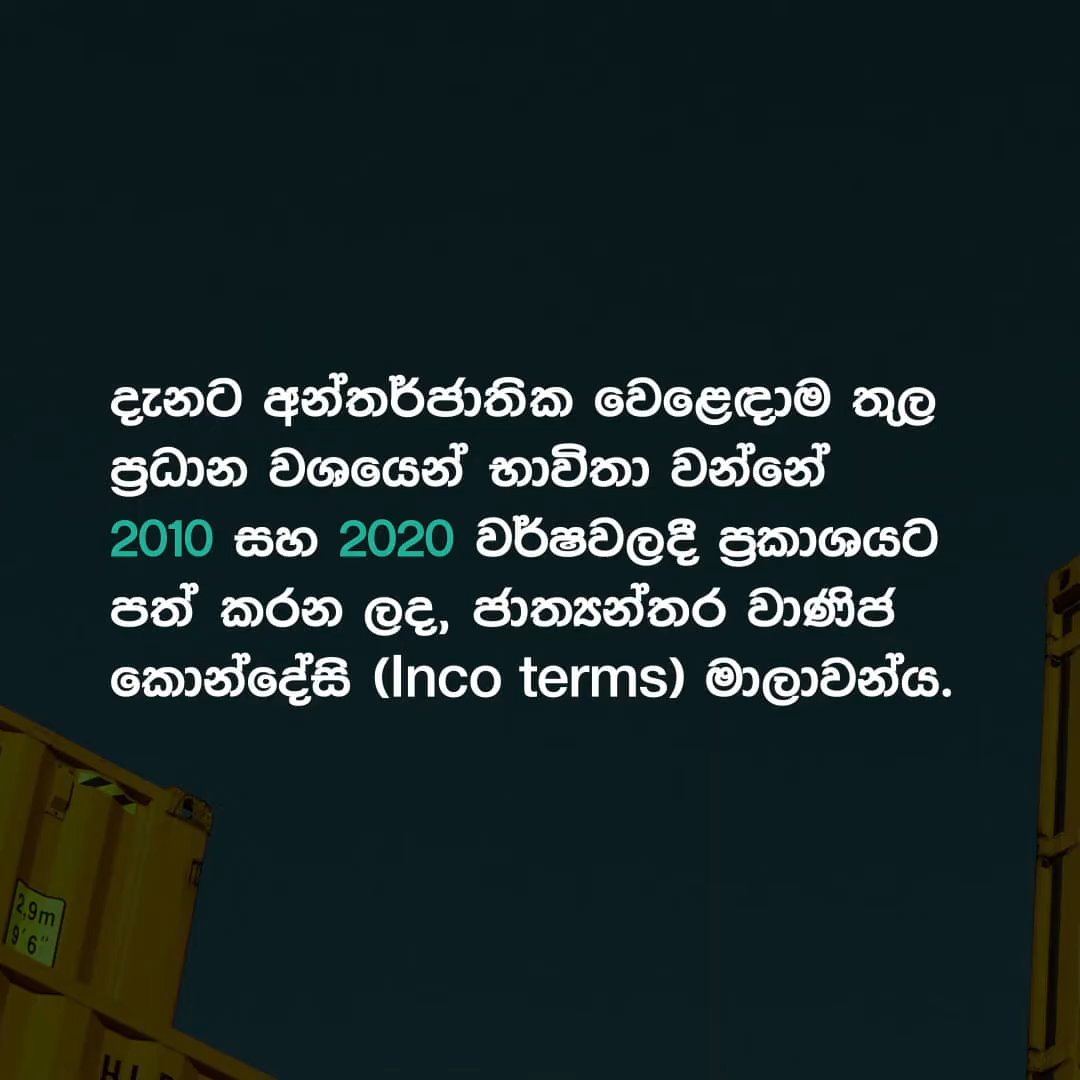 දැනට අන්තර්ජාතික වෙළෙඳාම තුල
ප්‍රධාන වශයෙන් භාවිතා වන්නේ
2010 සහ 2020 වර්ෂවලදී ප්‍රකාශයට
පත් කරන ලද, ජාත්‍යන්තර වාණිජ
කොන්දේසි (Inco terms) මාලාවන්ය.
2,9m
9'6"